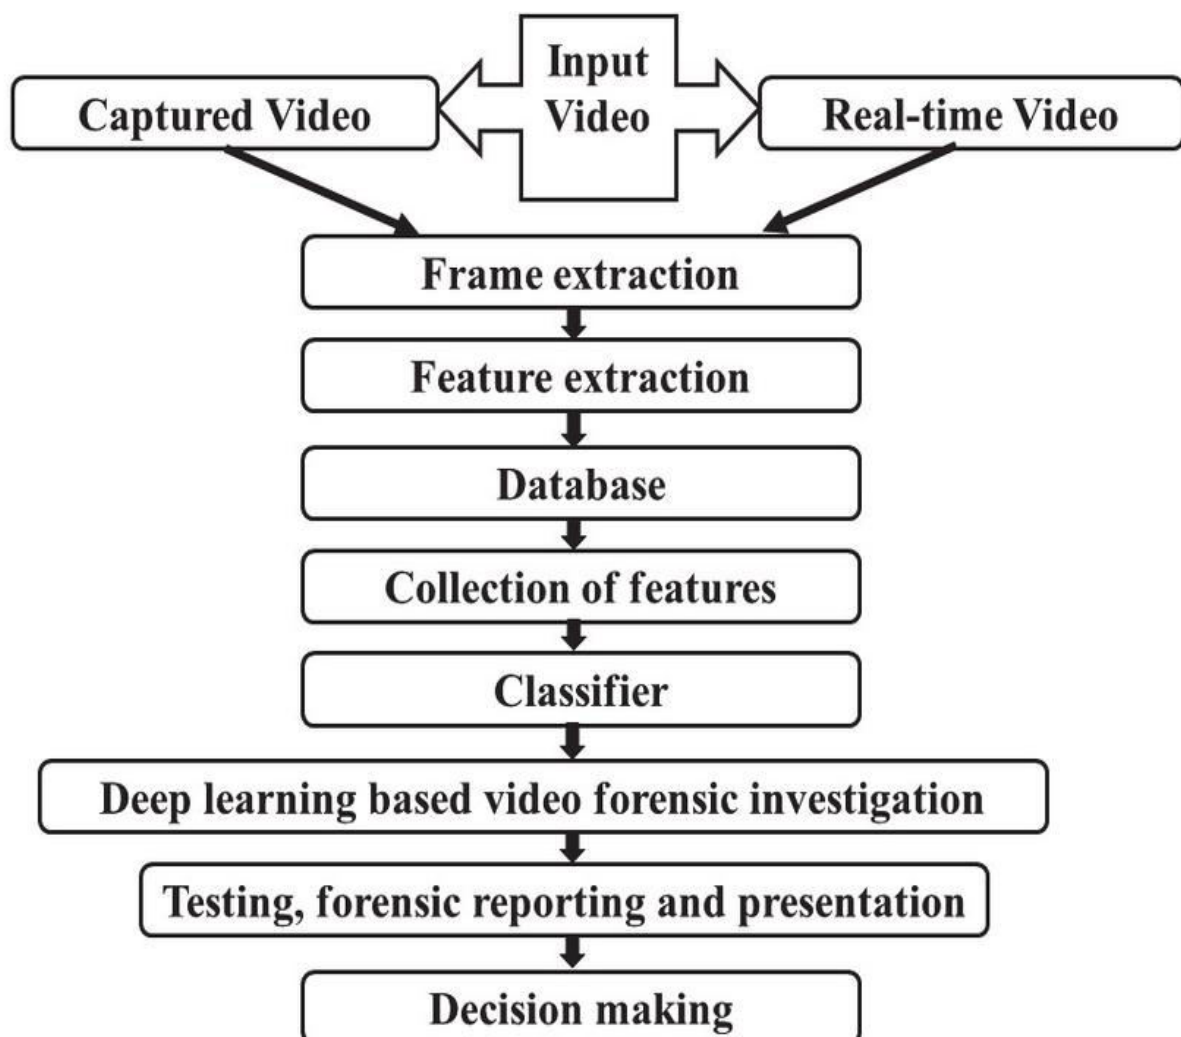 Input
Video
Captured Video
Real-time Video
Frame extraction
Feature extraction
Database
Collection of features
Classifier
Deep learning based video forensic investigation
Testing, forensic reporting and presentation
Decision making